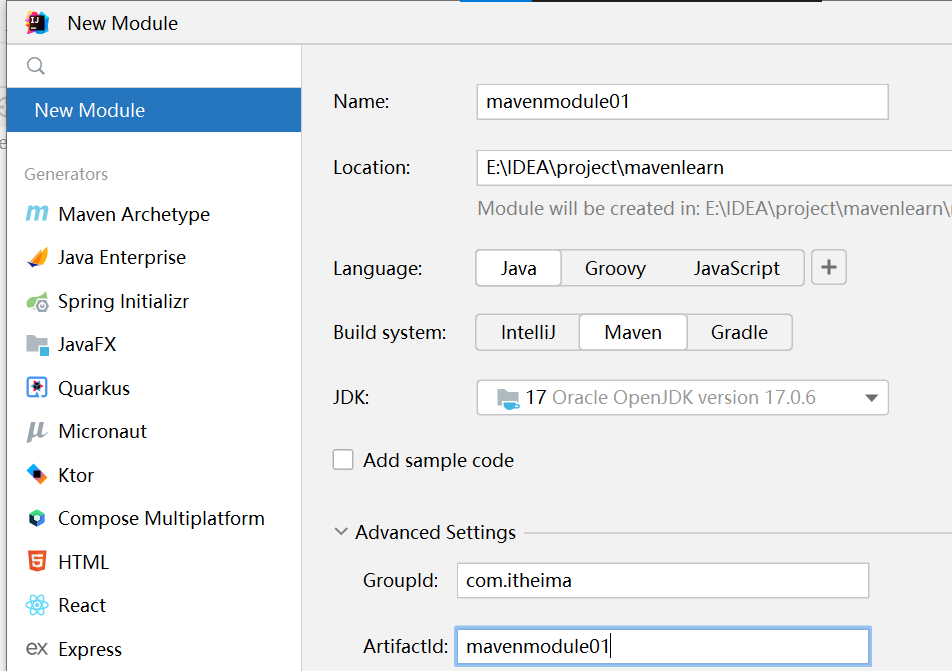 New Module
New Module
Generators
Maven Archetype
Java Enterprise
Spring Initializr
JavaFX
Quarkus
Micronaut
Ktor
Compose Multiplatform
HTML
React
ex Express
Name: mavenmodule01
Location: E:\IDEA\project\mavenlearn
Module will be created in: E:\IDEA\project\mavenlearn\
Language: Java Groovy JavaScript +
Build system: IntelliJ Maven Gradle
JDK: 17 Oracle OpenJDK version 17.0.6
Add sample code
Advanced Settings
GroupId: com.itheima
ArtifactId: mavenmodule01